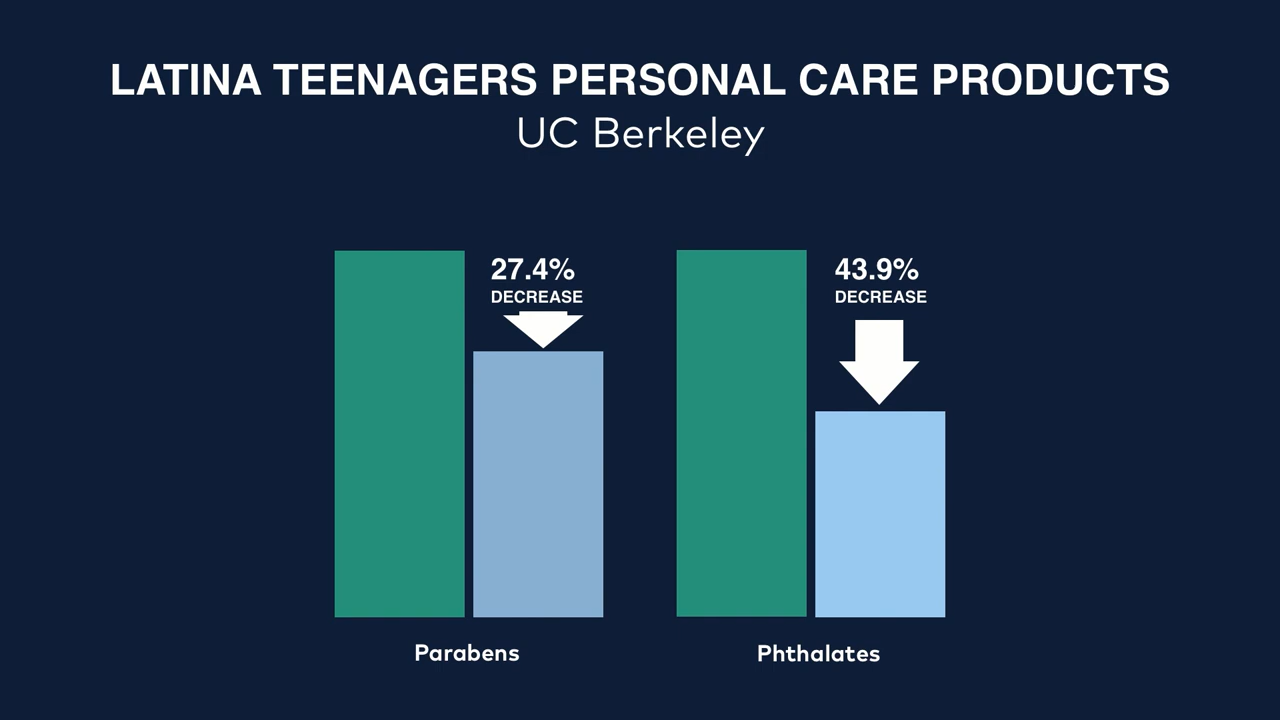 LATINA TEENAGERS PERSONAL CARE PRODUCTS
UC Berkeley
27.4%
DECREASE
43.9%
DECREASE
Parabens
Phthalates